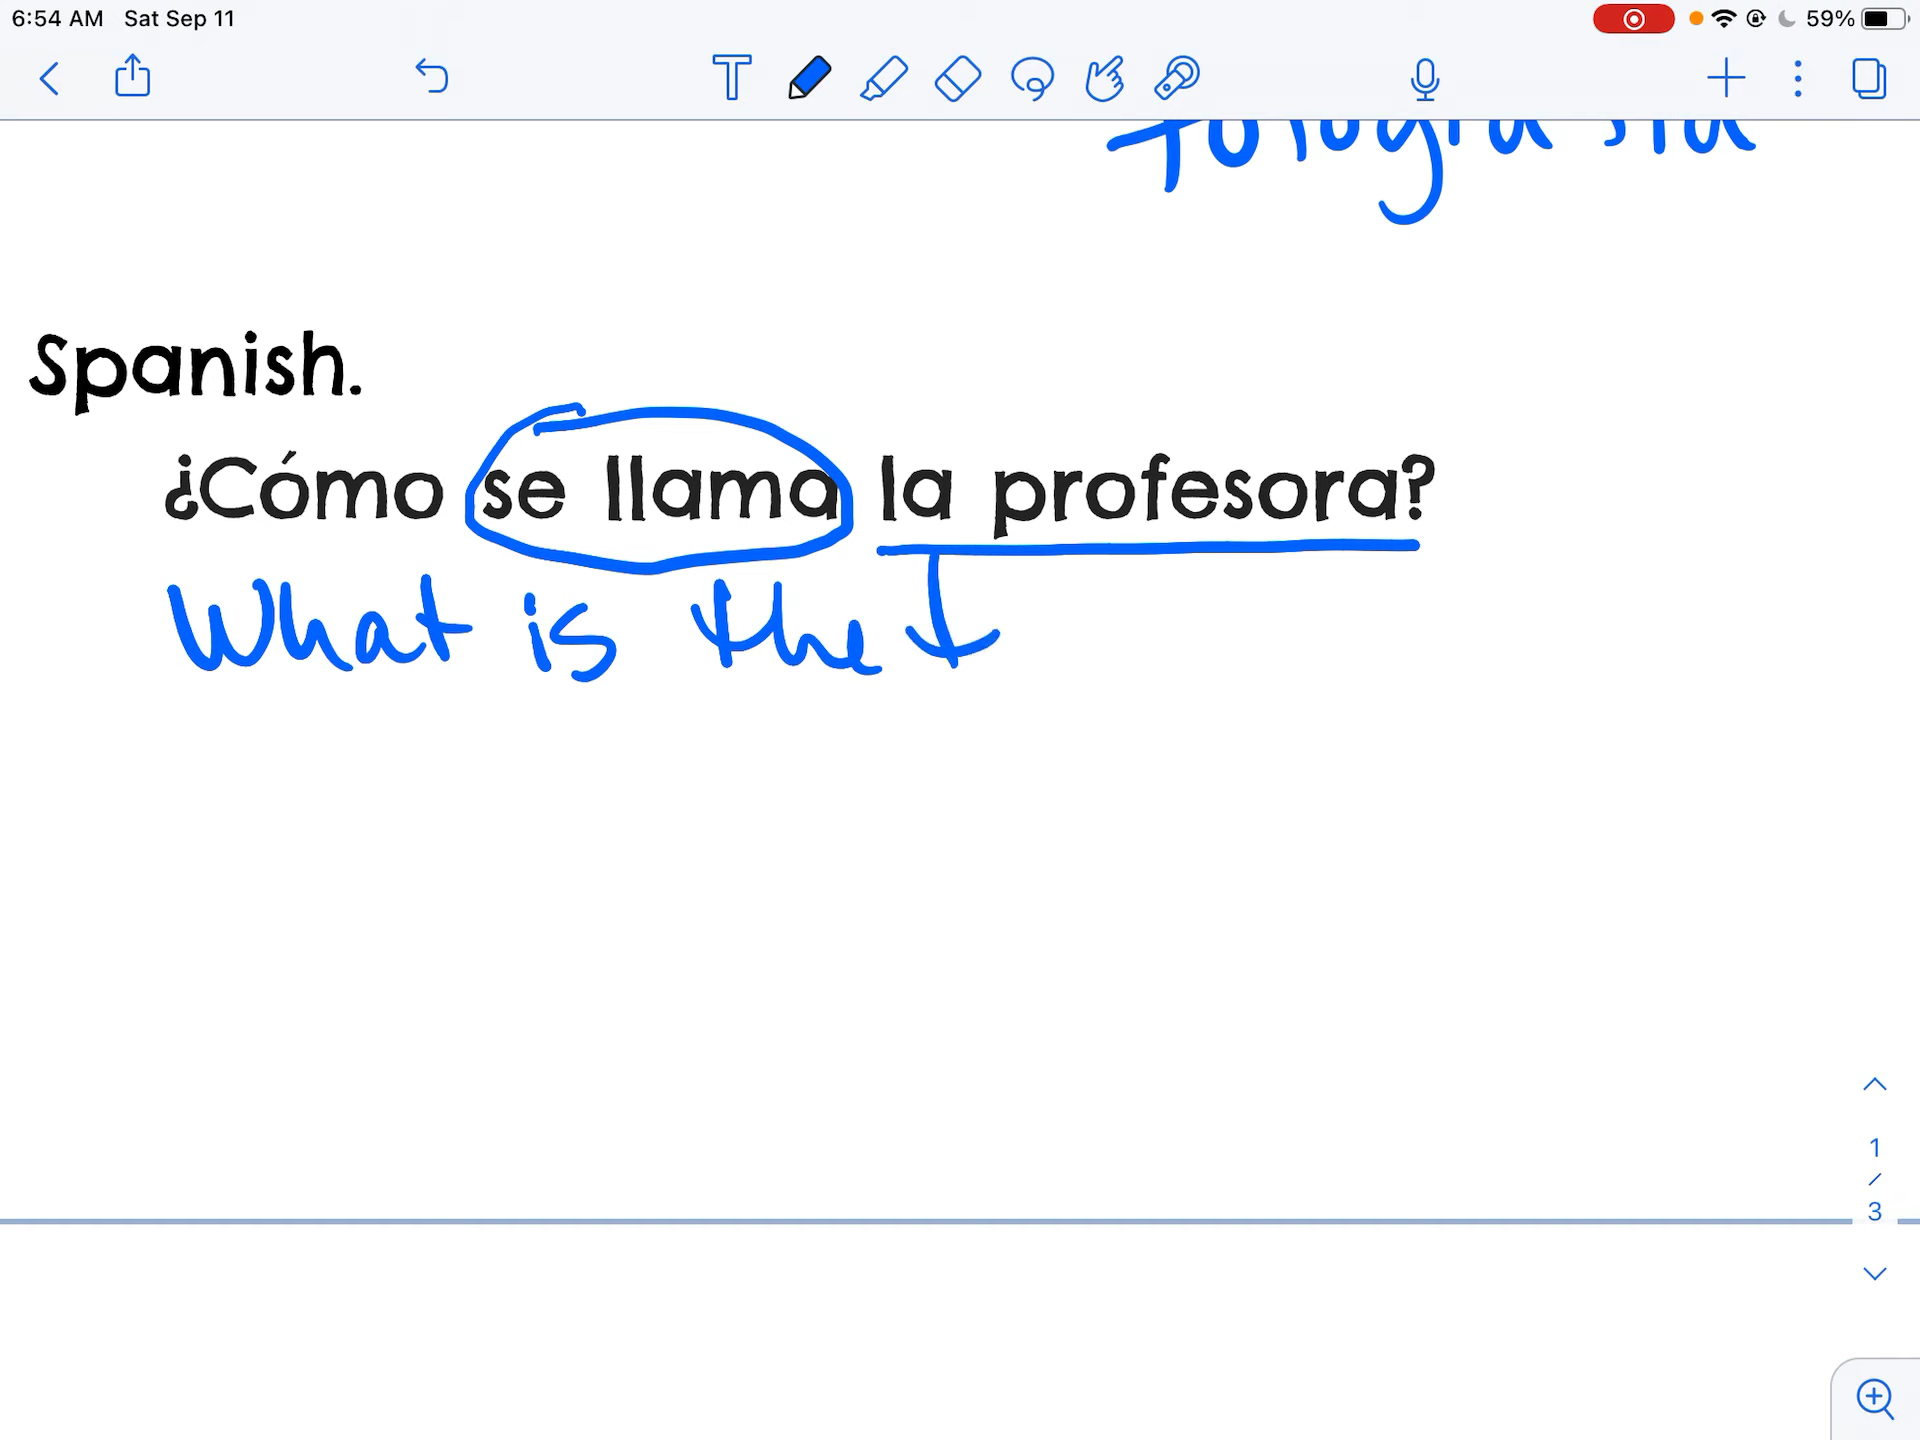 6:54 AM Sat Sep 11
59%
Spanish.
¿Cómo se llama la profesora?
What is the
1
/
3